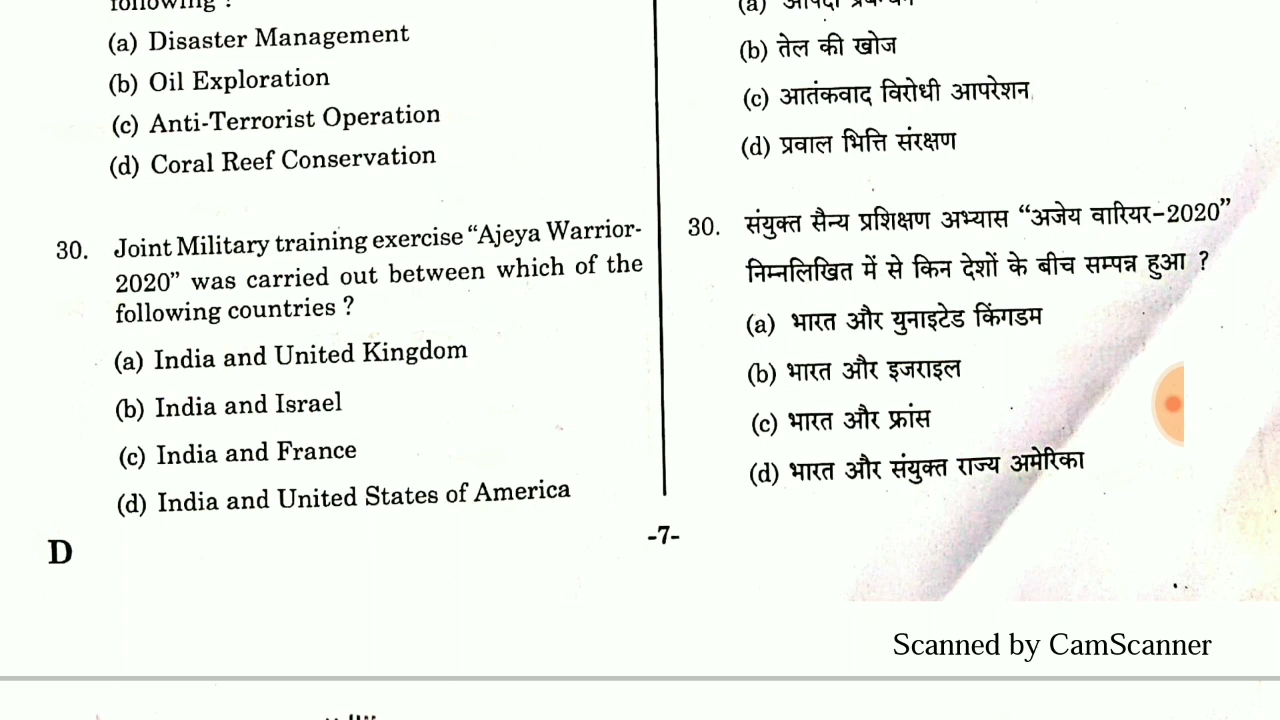 following ?
(a) Disaster Management
(b) Oil Exploration
(c) Anti-Terrorist Operation
(d) Coral Reef Conservation
30. Joint Military training exercise “Ajeya Warrior-
2020” was carried out between which of the
following countries ?
(a) India and United Kingdom
(b) India and Israel
(c) India and France
(d) India and United States of America
D
(a) आपदा प्रबन्धन
(b) तेल की खोज
(c) आतंकवाद विरोधी आपरेशन
(d) प्रवाल भित्ति संरक्षण
30. संयुक्त सैन्य प्रशिक्षण अभ्यास “अजेय वारियर-2020”
निम्नलिखित में से किन देशों के बीच सम्पन्न हुआ ?
(a) भारत और युनाइटेड किंगडम
(b) भारत और इजराइल
(c) भारत और फ्रांस
(d) भारत और संयुक्त राज्य अमेरिका
-7-
Scanned by CamScanner